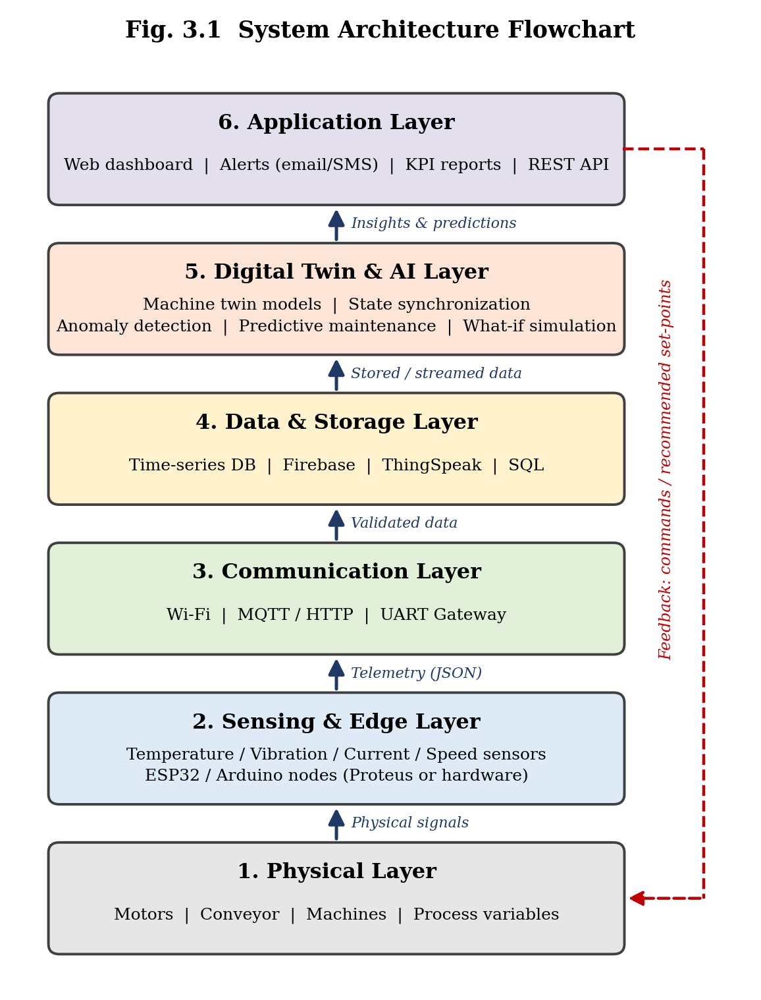 Fig. 3.1  System Architecture Flowchart
6. Application Layer
Web dashboard  |  Alerts (email/SMS)  |  KPI reports  |  REST API
Insights & predictions
5. Digital Twin & AI Layer
Machine twin models  |  State synchronization
Anomaly detection  |  Predictive maintenance  |  What-if simulation
Stored / streamed data
4. Data & Storage Layer
Time-series DB  |  Firebase  |  ThingSpeak  |  SQL
Validated data
3. Communication Layer
Wi-Fi  |  MQTT / HTTP  |  UART Gateway
Telemetry (JSON)
2. Sensing & Edge Layer
Temperature / Vibration / Current / Speed sensors
ESP32 / Arduino nodes (Proteus or hardware)
Physical signals
1. Physical Layer
Motors  |  Conveyor  |  Machines  |  Process variables
Feedback: commands / recommended set-points